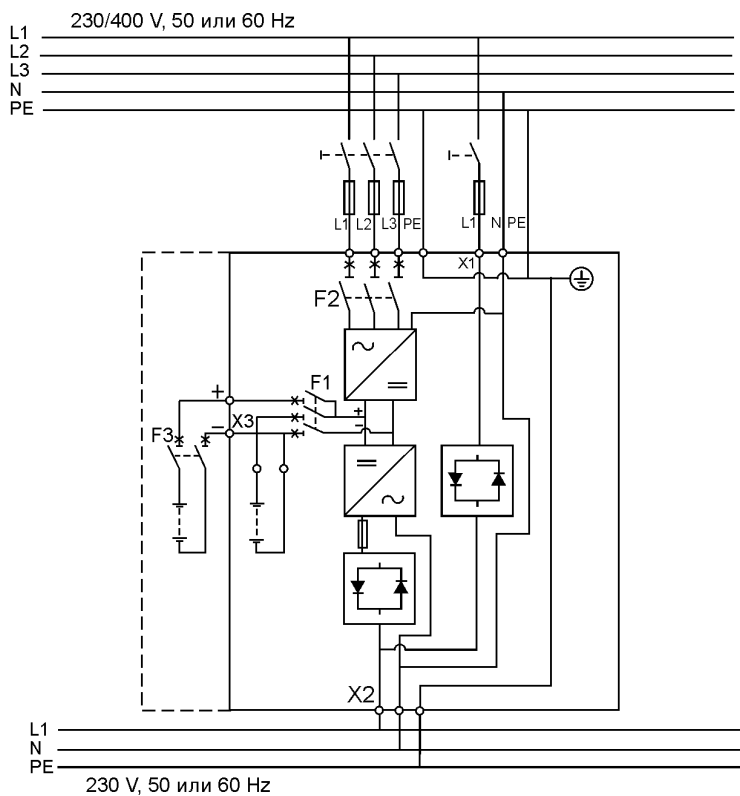 230/400 V, 50 или 60 Hz
L1
L2
L3
N
PE
L1 L2 L3 PE L1 N PE
X1
F2
F1
+ X3 +
F3 − −
X2
L1
N
PE
230 V, 50 или 60 Hz